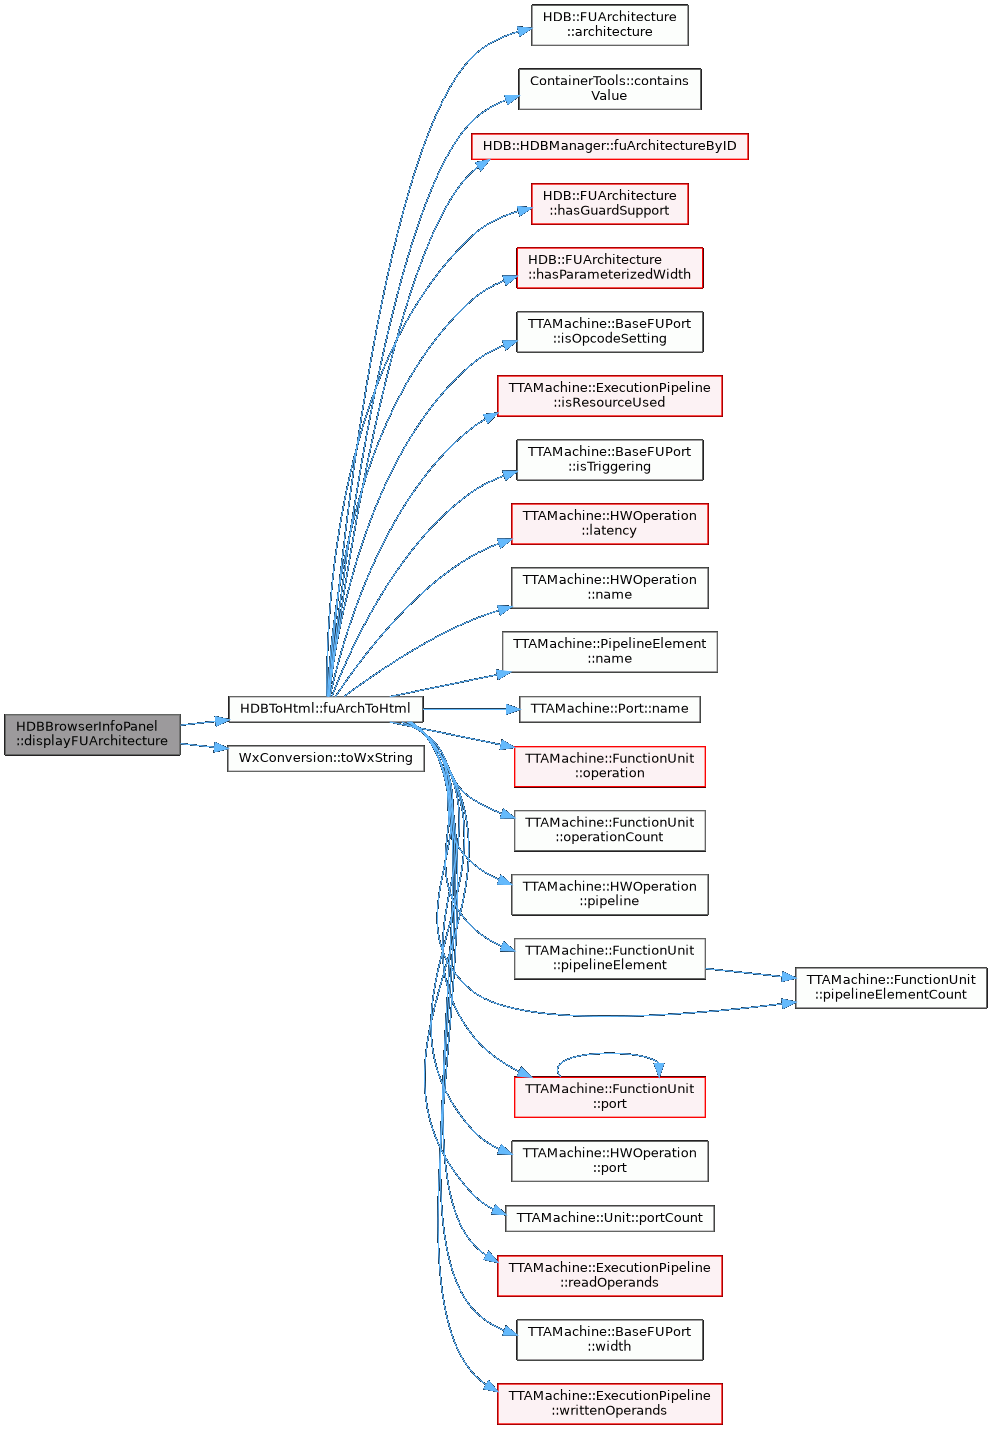 HDB::FUArchitecture
::architecture
ContainerTools::contains
Value
HDB::HDBManager::fuArchitectureByID
HDB::FUArchitecture
::hasGuardSupport
HDB::FUArchitecture
::hasParameterizedWidth
TTAMachine::BaseFUPort
::isOpcodeSetting
TTAMachine::ExecutionPipeline
::isResourceUsed
TTAMachine::BaseFUPort
::isTriggering
TTAMachine::HWOperation
::latency
TTAMachine::HWOperation
::name
TTAMachine::PipelineElement
::name
HDBToHtml::fuArchToHtml
TTAMachine::Port::name
HDBBrowserInfoPanel
::displayFUArchitecture
WxConversion::toWxString
TTAMachine::FunctionUnit
::operation
TTAMachine::FunctionUnit
::operationCount
TTAMachine::HWOperation
::pipeline
TTAMachine::FunctionUnit
::pipelineElement
TTAMachine::FunctionUnit
::pipelineElementCount
TTAMachine::FunctionUnit
::port
TTAMachine::HWOperation
::port
TTAMachine::Unit::portCount
TTAMachine::ExecutionPipeline
::readOperands
TTAMachine::BaseFUPort
::width
TTAMachine::ExecutionPipeline
::writtenOperands